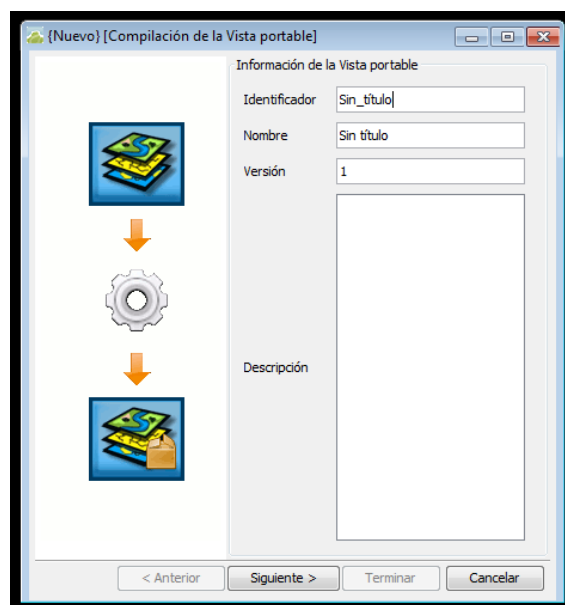 {Nuevo} [Compilación de la Vista portable]
Información de la Vista portable
Identificador Sin_título
Nombre Sin título
Versión 1
Descripción
< Anterior Siguiente > Terminar Cancelar